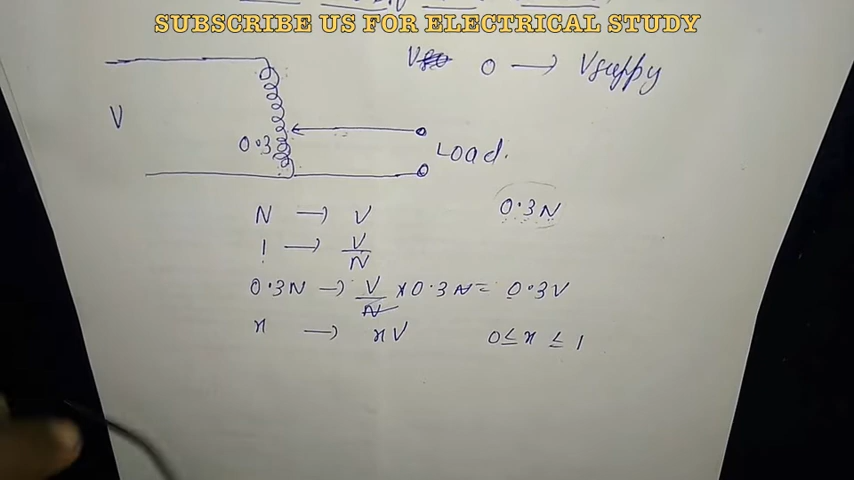 SUBSCRIBE US FOR ELECTRICAL STUDY
0 → Vsuppy
V
0.3
Load.
N → V
0.3N
1 → V/N
0.3N → V/N × 0.3N = 0.3V
x → xV
0 ≤ x ≤ 1